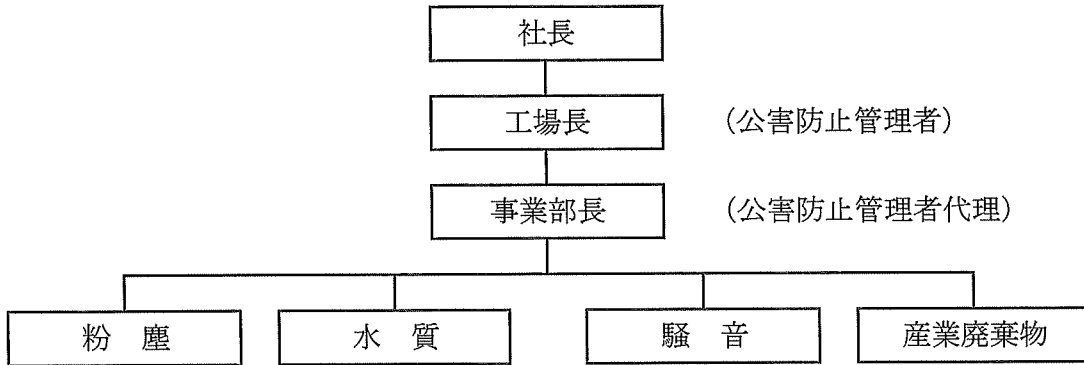 社長
工場長 (公害防止管理者)
事業部長 (公害防止管理者代理)
粉 塵 水 質 騒 音 産業廃棄物